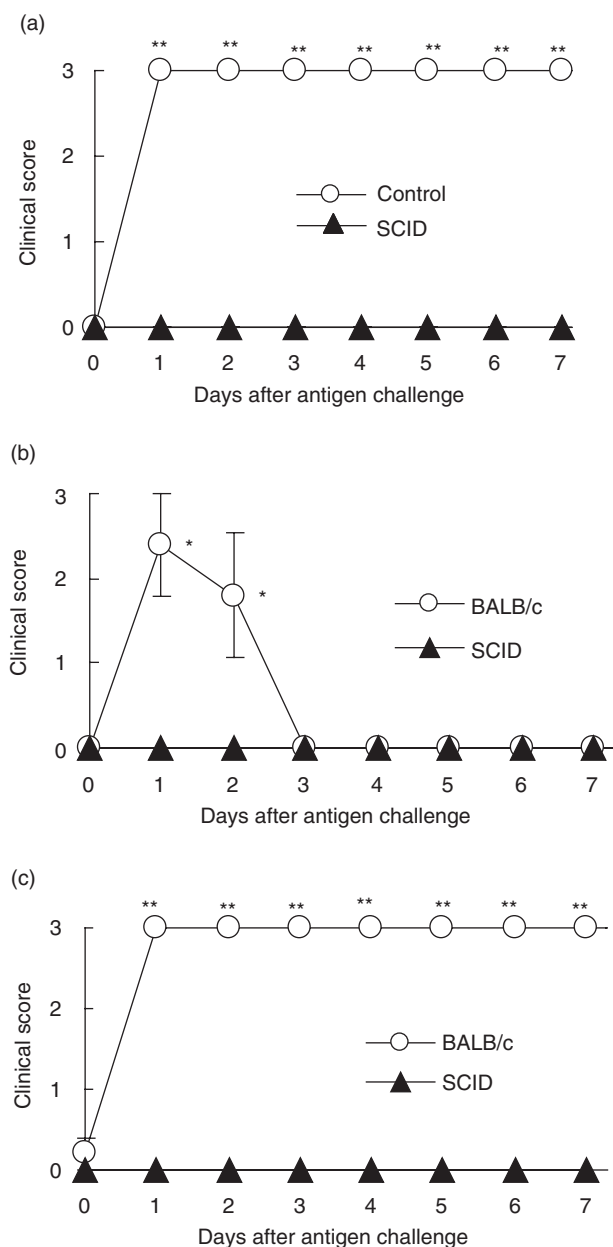 (a)
** ** ** ** ** ** **
3
2
1
0
Clinical score
Control
SCID
0 1 2 3 4 5 6 7
Days after antigen challenge
(b)
3
2
1
0
Clinical score
*
*
BALB/c
SCID
0 1 2 3 4 5 6 7
Days after antigen challenge
(c)
** ** ** ** ** ** **
3
2
1
0
Clinical score
BALB/c
SCID
0 1 2 3 4 5 6 7
Days after antigen challenge